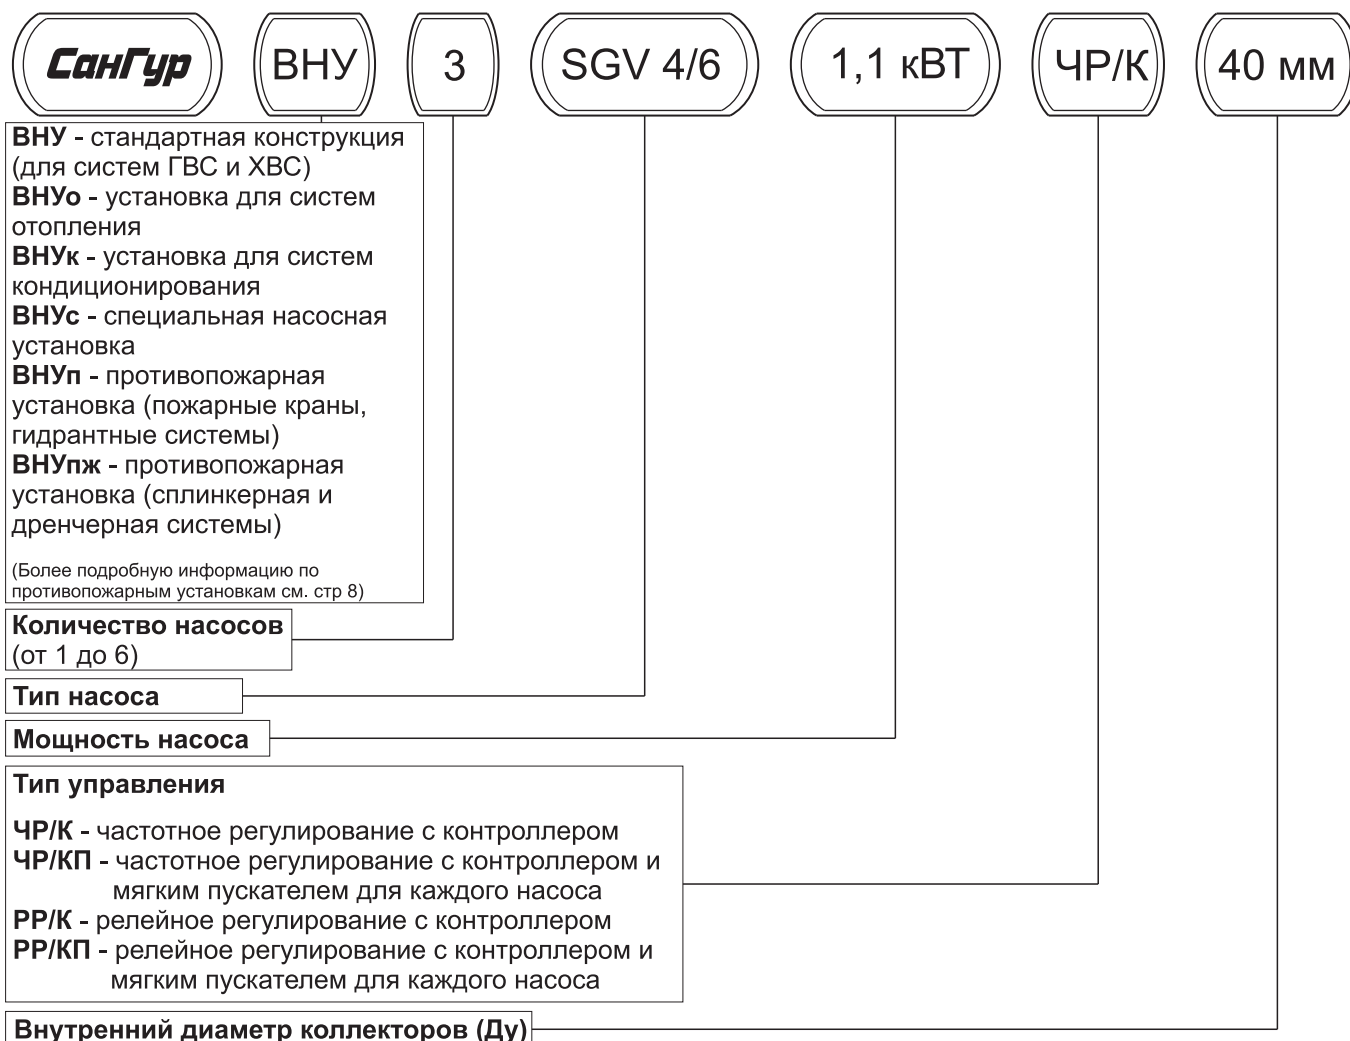 СанГур ВНУ 3 SGV 4/6 1,1 кВТ ЧР/К 40 мм
ВНУ - стандартная конструкция
(для систем ГВС и ХВС)
ВНУо - установка для систем
отопления
ВНУк - установка для систем
кондиционирования
ВНУс - специальная насосная
установка
ВНУп - противопожарная
установка (пожарные краны,
гидрантные системы)
ВНУпж - противопожарная
установка (сплинкерная и
дренчерная системы)
(Более подробную информацию по
противопожарным установкам см. стр 8)
Количество насосов
(от 1 до 6)
Тип насоса
Мощность насоса
Тип управления
ЧР/К - частотное регулирование с контроллером
ЧР/КП - частотное регулирование с контроллером и
мягким пускателем для каждого насоса
РР/К - релейное регулирование с контроллером
РР/КП - релейное регулирование с контроллером и
мягким пускателем для каждого насоса
Внутренний диаметр коллекторов (Ду)